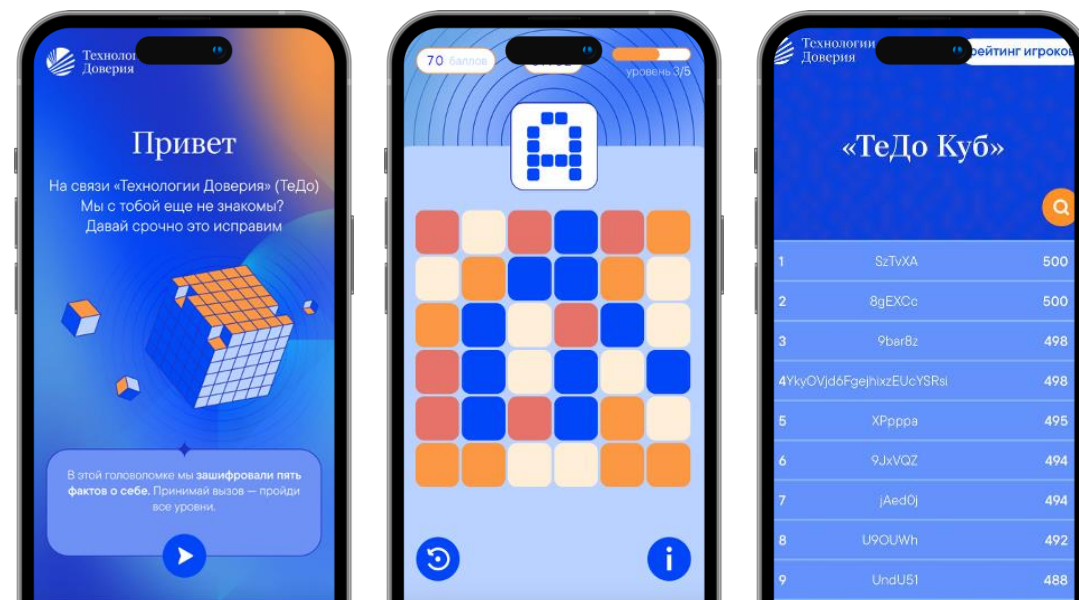 Доверия
Привет
На связи «Технологии Доверия» (ТеДо)
Мы с тобой еще не знакомы?
Давай срочно это исправим
В этой головоломке мы зашифровали пять
фактов о себе. Принимай вызов — пройди
все уровни.
70 баллов
уровень 3/5
Технологии
Доверия
рейтинг
«ТеДо Куб»
1 SzTvXA 500
2 8gEXCc 500
3 9bar8z 498
4 YkyOVjd6FgejhixzEUcYSRsi 498
5 XPpppa 495
6 9JxVQZ 494
7 jAed0j 494
8 U9OUWh 492
9 UndU51 488